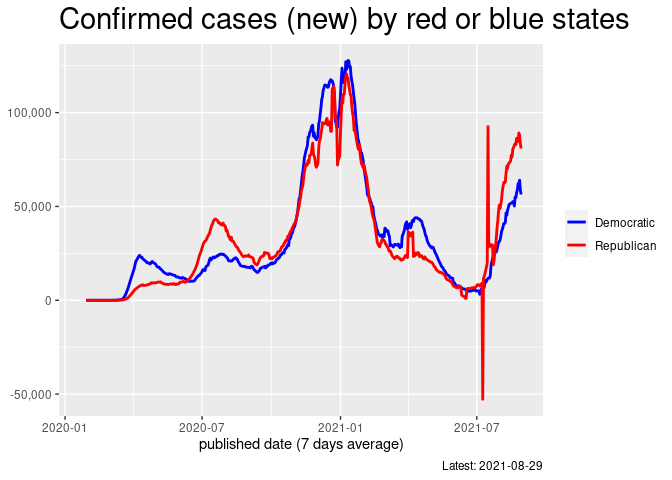 Confirmed cases (new) by red or blue states
100,000
50,000
0
-50,000
2020-01
2020-07
2021-01
2021-07
published date (7 days average)
Democratic
Republican
Latest: 2021-08-29